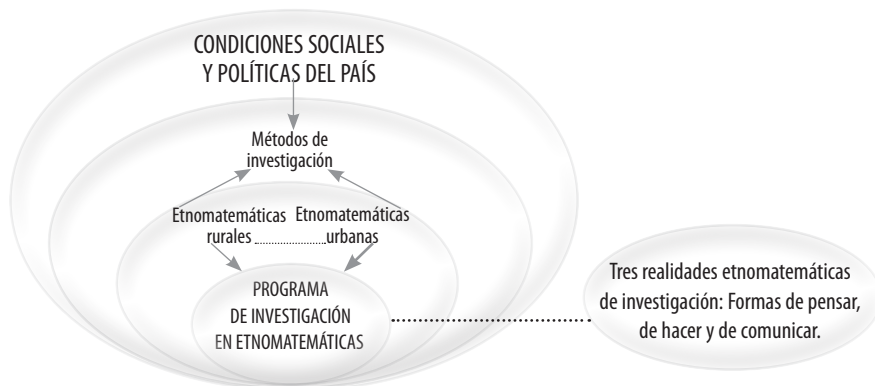 CONDICIONES SOCIALES
Y POLÍTICAS DEL PAÍS
Métodos de
investigación
Etnomatemáticas
rurales
Etnomatemáticas
urbanas
PROGRAMA
DE INVESTIGACIÓN
EN ETNOMATEMÁTICAS
Tres realidades etnomatemáticas
de investigación: Formas de pensar,
de hacer y de comunicar.